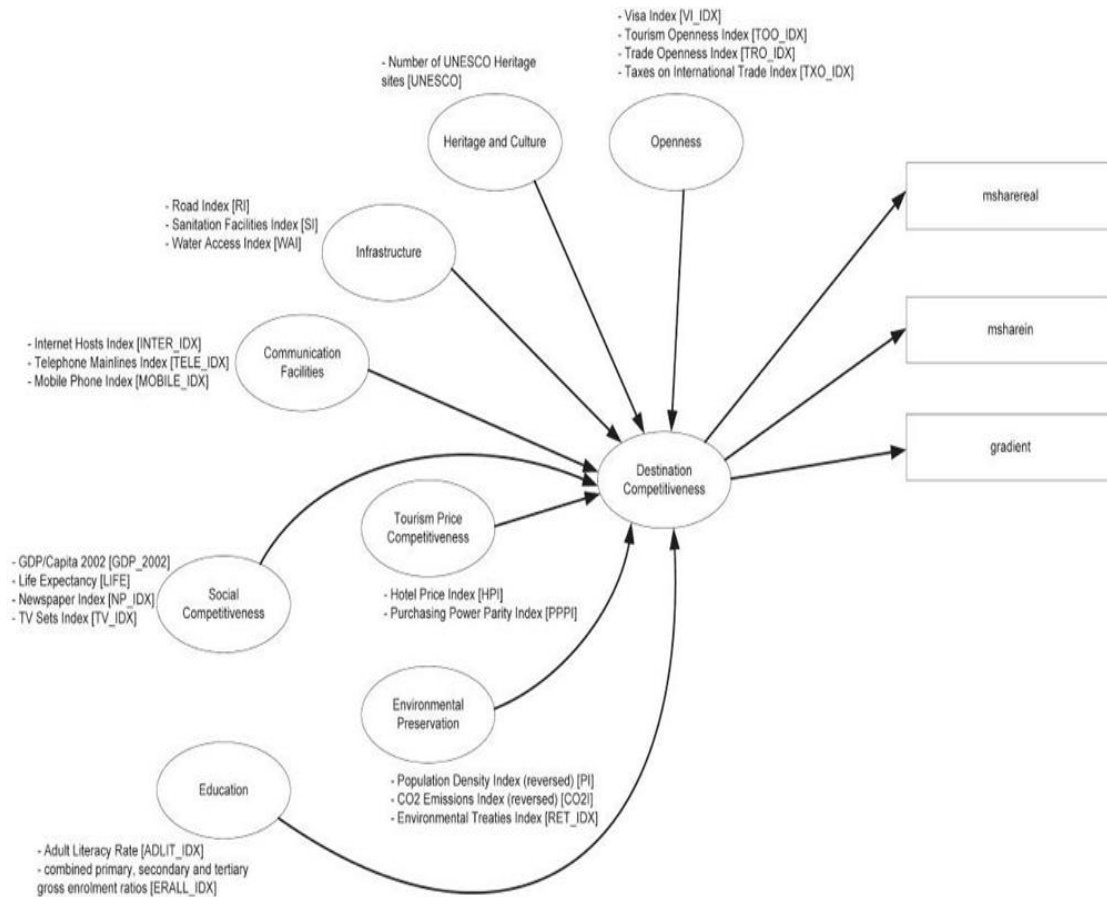 - Visa Index [VI_IDX]
- Tourism Openness Index [TOO_IDX]
- Trade Openness Index [TRO_IDX]
- Taxes on International Trade Index [TXO_IDX]
- Number of UNESCO Heritage
sites [UNESCO]
Heritage and Culture
Openness
msharereal
- Road Index [RI]
- Sanitation Facilities Index [SI]
- Water Access Index [WAI]
Infrastructure
msharein
- Internet Hosts Index [INTER_IDX]
- Telephone Mainlines Index [TELE_IDX]
- Mobile Phone Index [MOBILE_IDX]
Communication
Facilities
gradient
Destination
Competitiveness
Tourism Price
Competitiveness
- GDP/Capita 2002 [GDP_2002]
- Life Expectancy [LIFE]
- Newspaper Index [NP_IDX]
- TV Sets Index [TV_IDX]
Social
Competitiveness
- Hotel Price Index [HPI]
- Purchasing Power Parity Index [PPPI]
Environmental
Preservation
- Population Density Index (reversed) [PI]
- CO2 Emissions Index (reversed) [CO2I]
- Environmental Treaties Index [RET_IDX]
Education
- Adult Literacy Rate [ADLIT_IDX]
- combined primary, secondary and tertiary
gross enrolment ratios [ERALL_IDX]